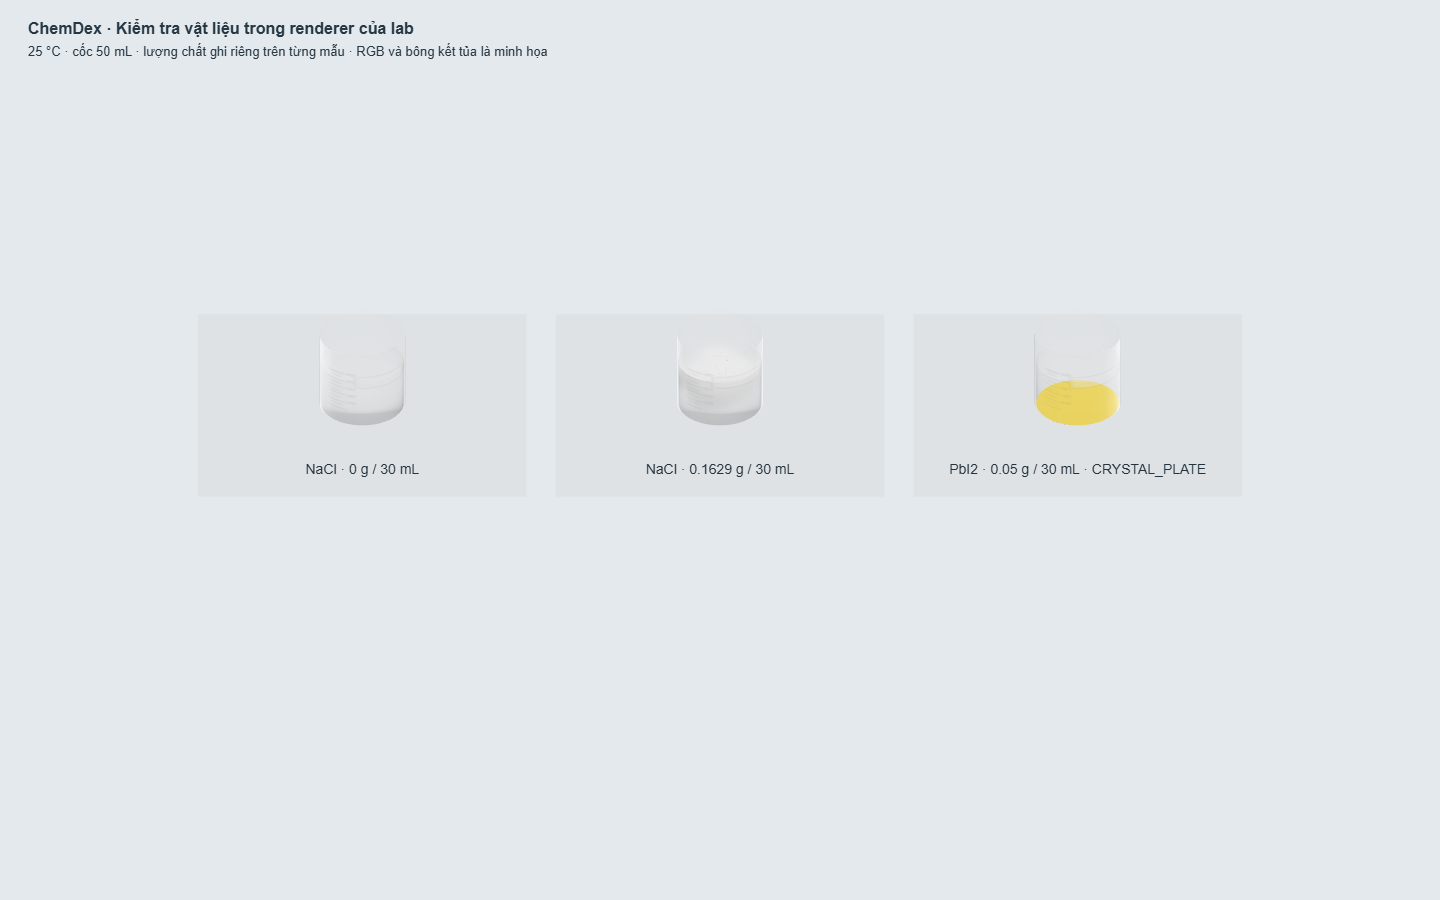 ChemDex · Kiểm tra vật liệu trong renderer của lab
25 °C · cốc 50 mL · lượng chất ghi riêng trên từng mẫu · RGB và bông kết tủa là minh họa
NaCl · 0 g / 30 mL
NaCl · 0.1629 g / 30 mL
PbI2 · 0.05 g / 30 mL · CRYSTAL_PLATE